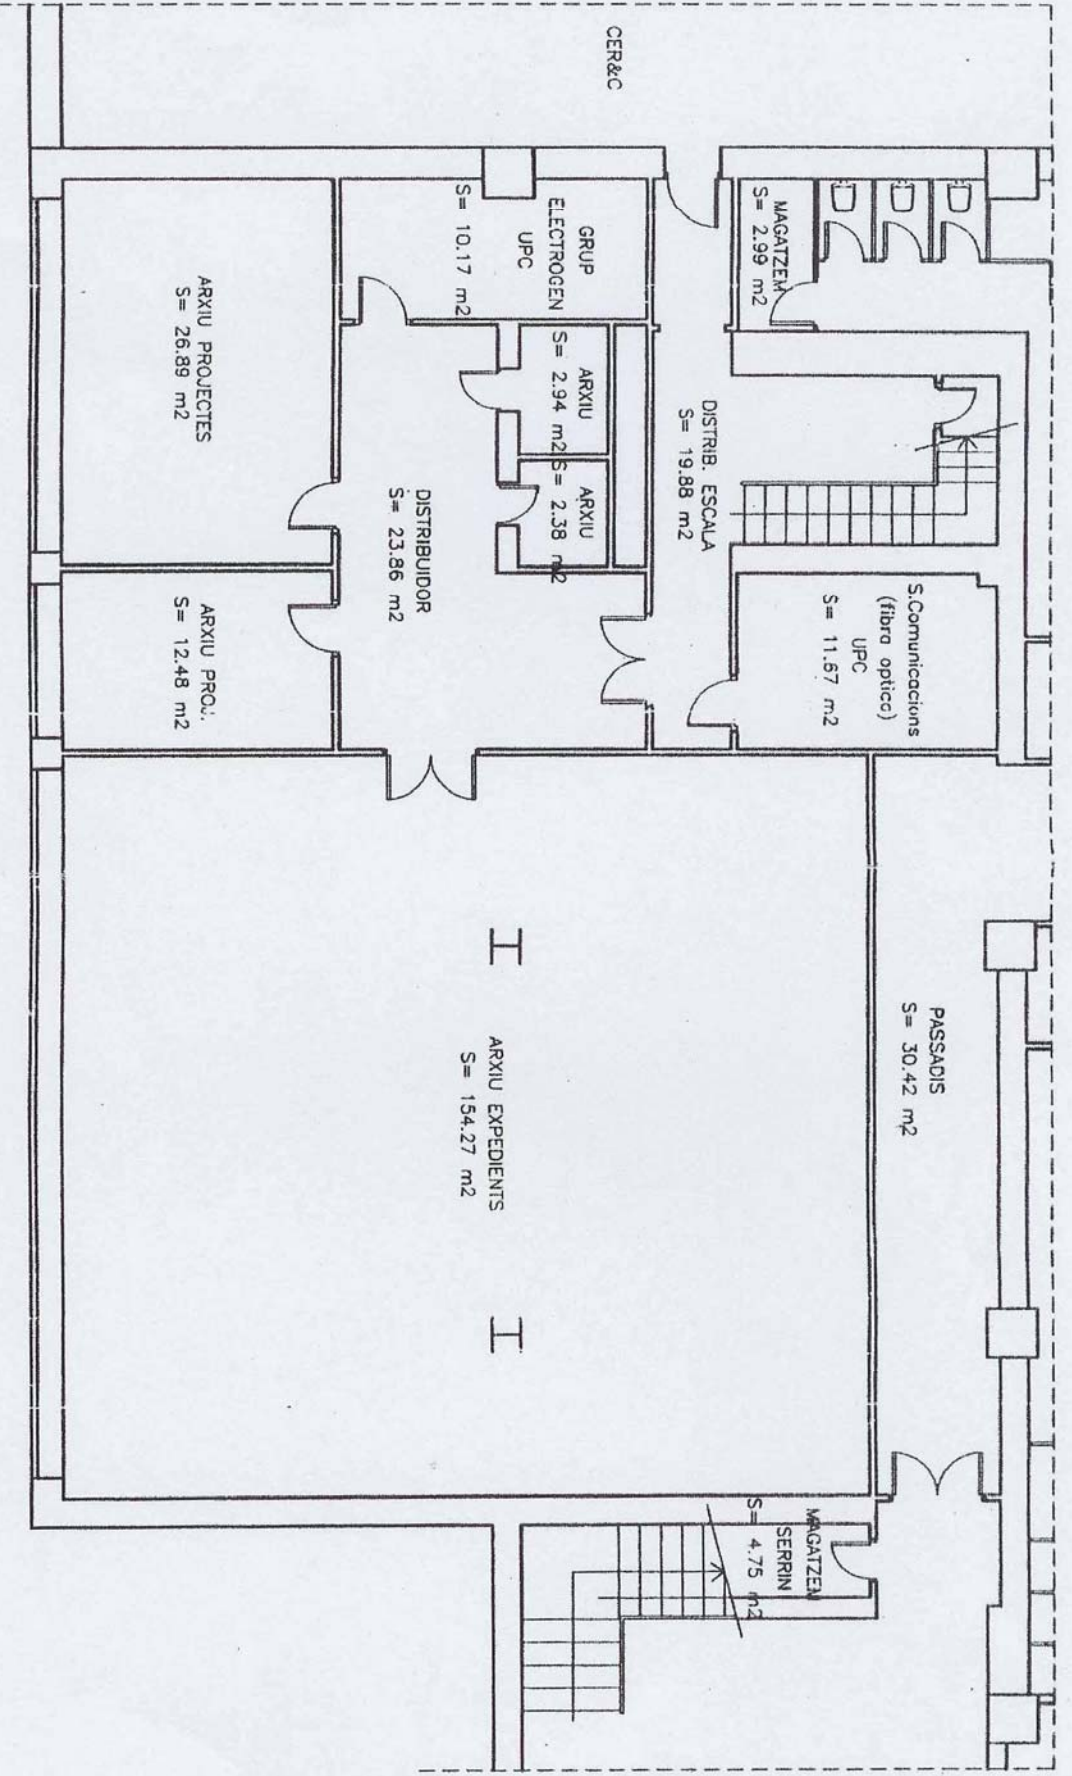 CER&C
MAGATZEM
S= 2.99 m2
GRUP
ELECTROGEN
UPC
S= 10.17 m2
ARXIU PROJECTES
S= 26.89 m2
ARXIU
S= 2.94 m2
ARXIU
S= 2.38 m2
DISTRIB. ESCALA
S= 19.88 m2
DISTRIBUIDOR
S= 23.86 m2
S.Comunicacions
(fibra optica)
UPC
S= 11.67 m2
ARXIU PROJ.
S= 12.48 m2
PASSADIS
S= 30.42 m2
ARXIU EXPEDIENTS
S= 154.27 m2
MAGATZEM
SERRIN
S= 4.75 m2